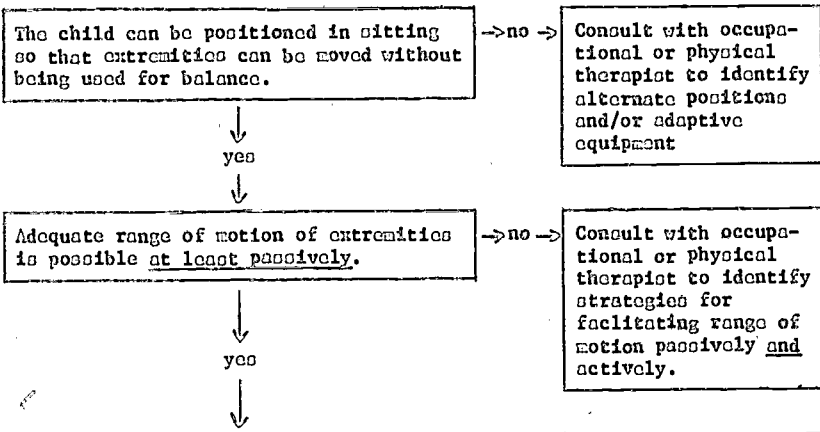 The child can be positioned in sitting
so that extremities can be moved without
being used for balance.
no
Consult with occupa-
tional or physical
therapist to identify
alternate positions
and/or adaptive
equipment
yes
Adequate range of motion of extremities
is possible at least passively.
no
Consult with occupa-
tional or physical
therapist to identify
strategies for
faclitating range of
motion passively and
actively.
yes